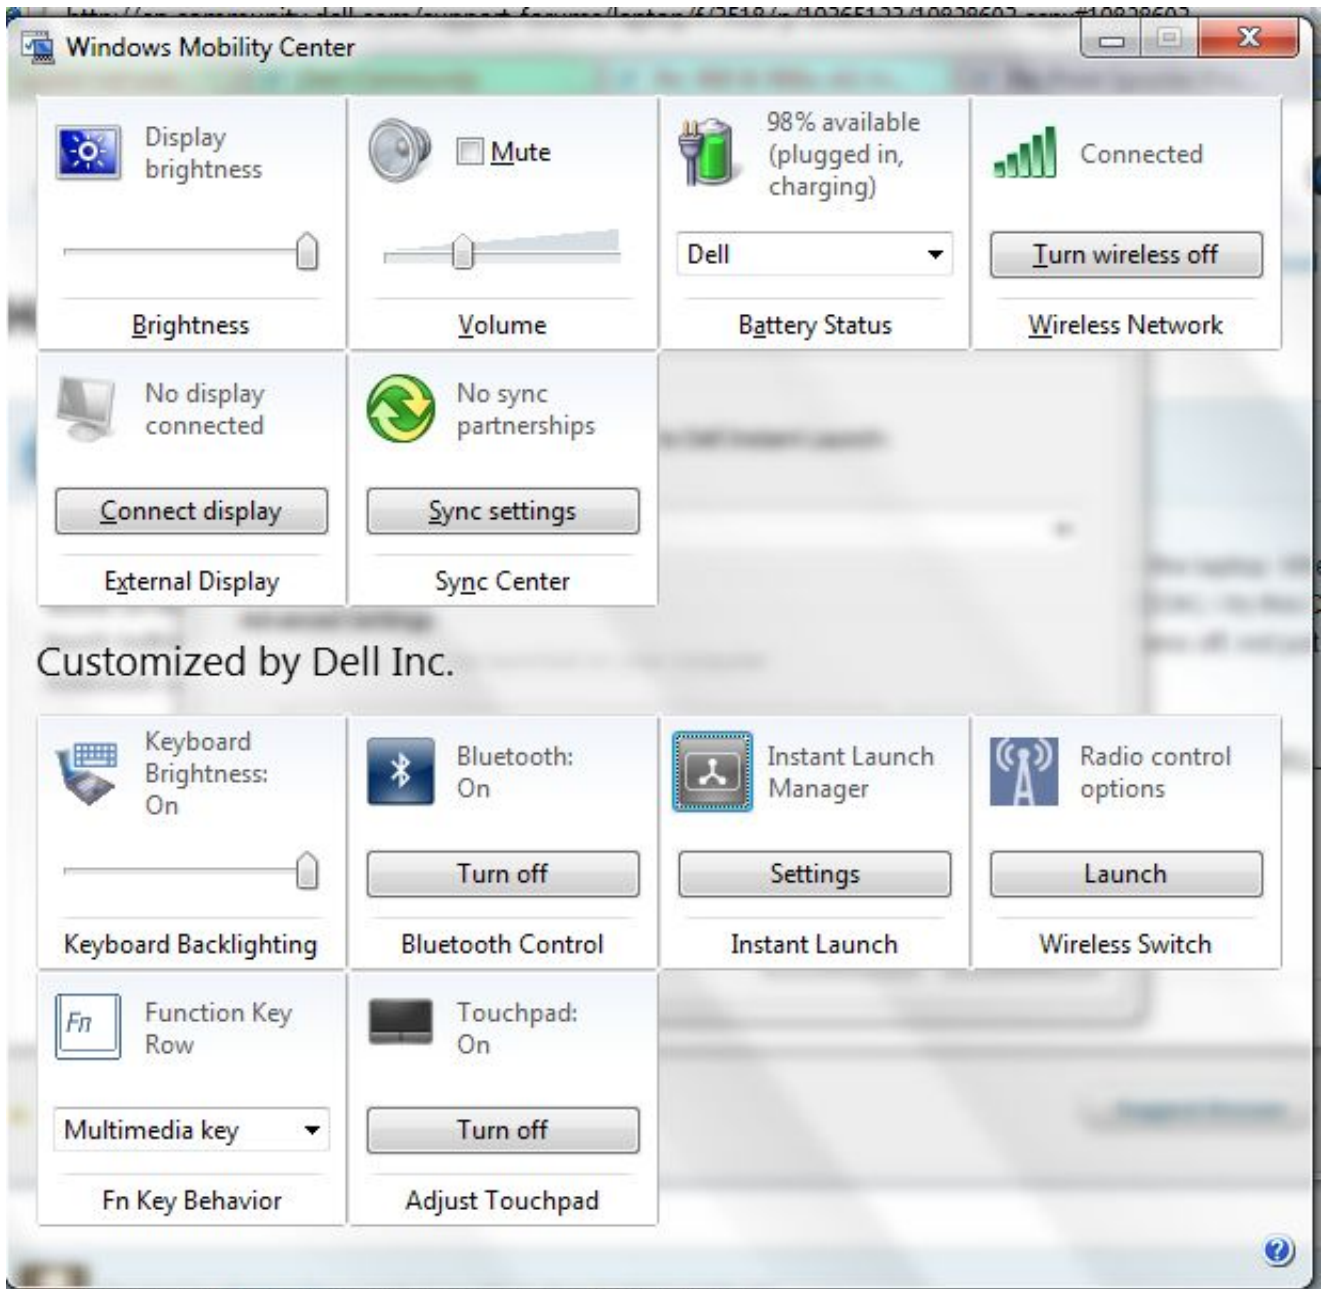 Windows Mobility Center
Display
brightness
Brightness
Mute
Volume
98% available
(plugged in,
charging)
Dell
Battery Status
Connected
Turn wireless off
Wireless Network
No display
connected
Connect display
External Display
No sync
partnerships
Sync settings
Sync Center
Customized by Dell Inc.
Keyboard
Brightness:
On
Keyboard Backlighting
Bluetooth:
On
Turn off
Bluetooth Control
Instant Launch
Manager
Settings
Instant Launch
Radio control
options
Launch
Wireless Switch
Fn
Function Key
Row
Multimedia key
Fn Key Behavior
Touchpad:
On
Turn off
Adjust Touchpad